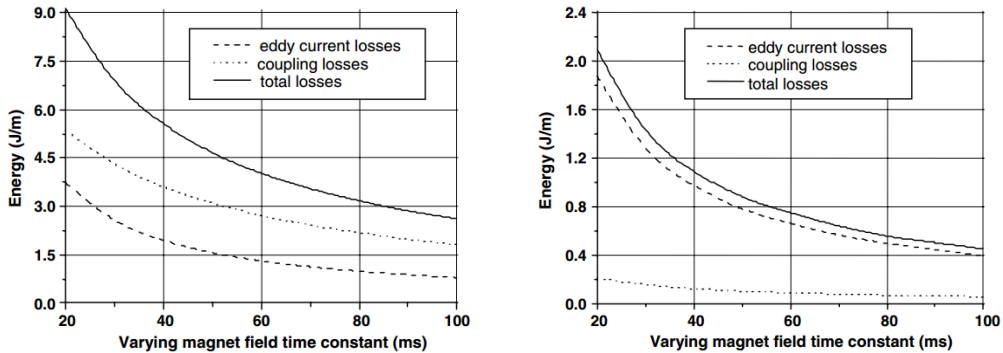 9.0
7.5
6.0
4.5
3.0
1.5
0.0
Energy (J/m)
eddy current losses
coupling losses
total losses
20 40 60 80 100
Varying magnet field time constant (ms)
2.4
2.0
1.6
1.2
0.8
0.4
0.0
Energy (J/m)
eddy current losses
coupling losses
total losses
20 40 60 80 100
Varying magnet field time constant (ms)